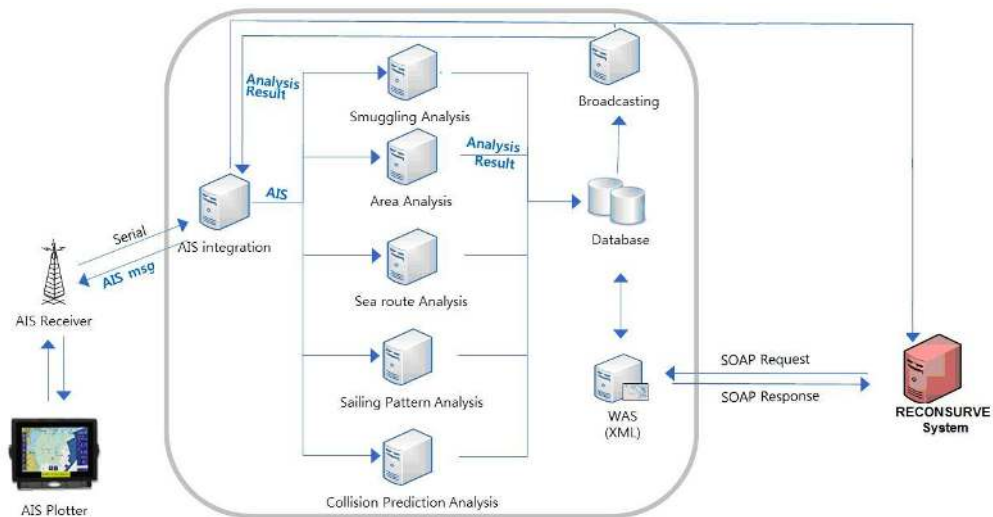 Broadcasting
Analysis
Result
Smuggling Analysis
Analysis
Result
AIS
Area Analysis
Database
Serial
AIS integration
AIS msg
AIS Receiver
Sea route Analysis
SOAP Request
SOAP Response
WAS
(XML)
RECONSURVE
System
Sailing Pattern Analysis
Collision Prediction Analysis
AIS Plotter